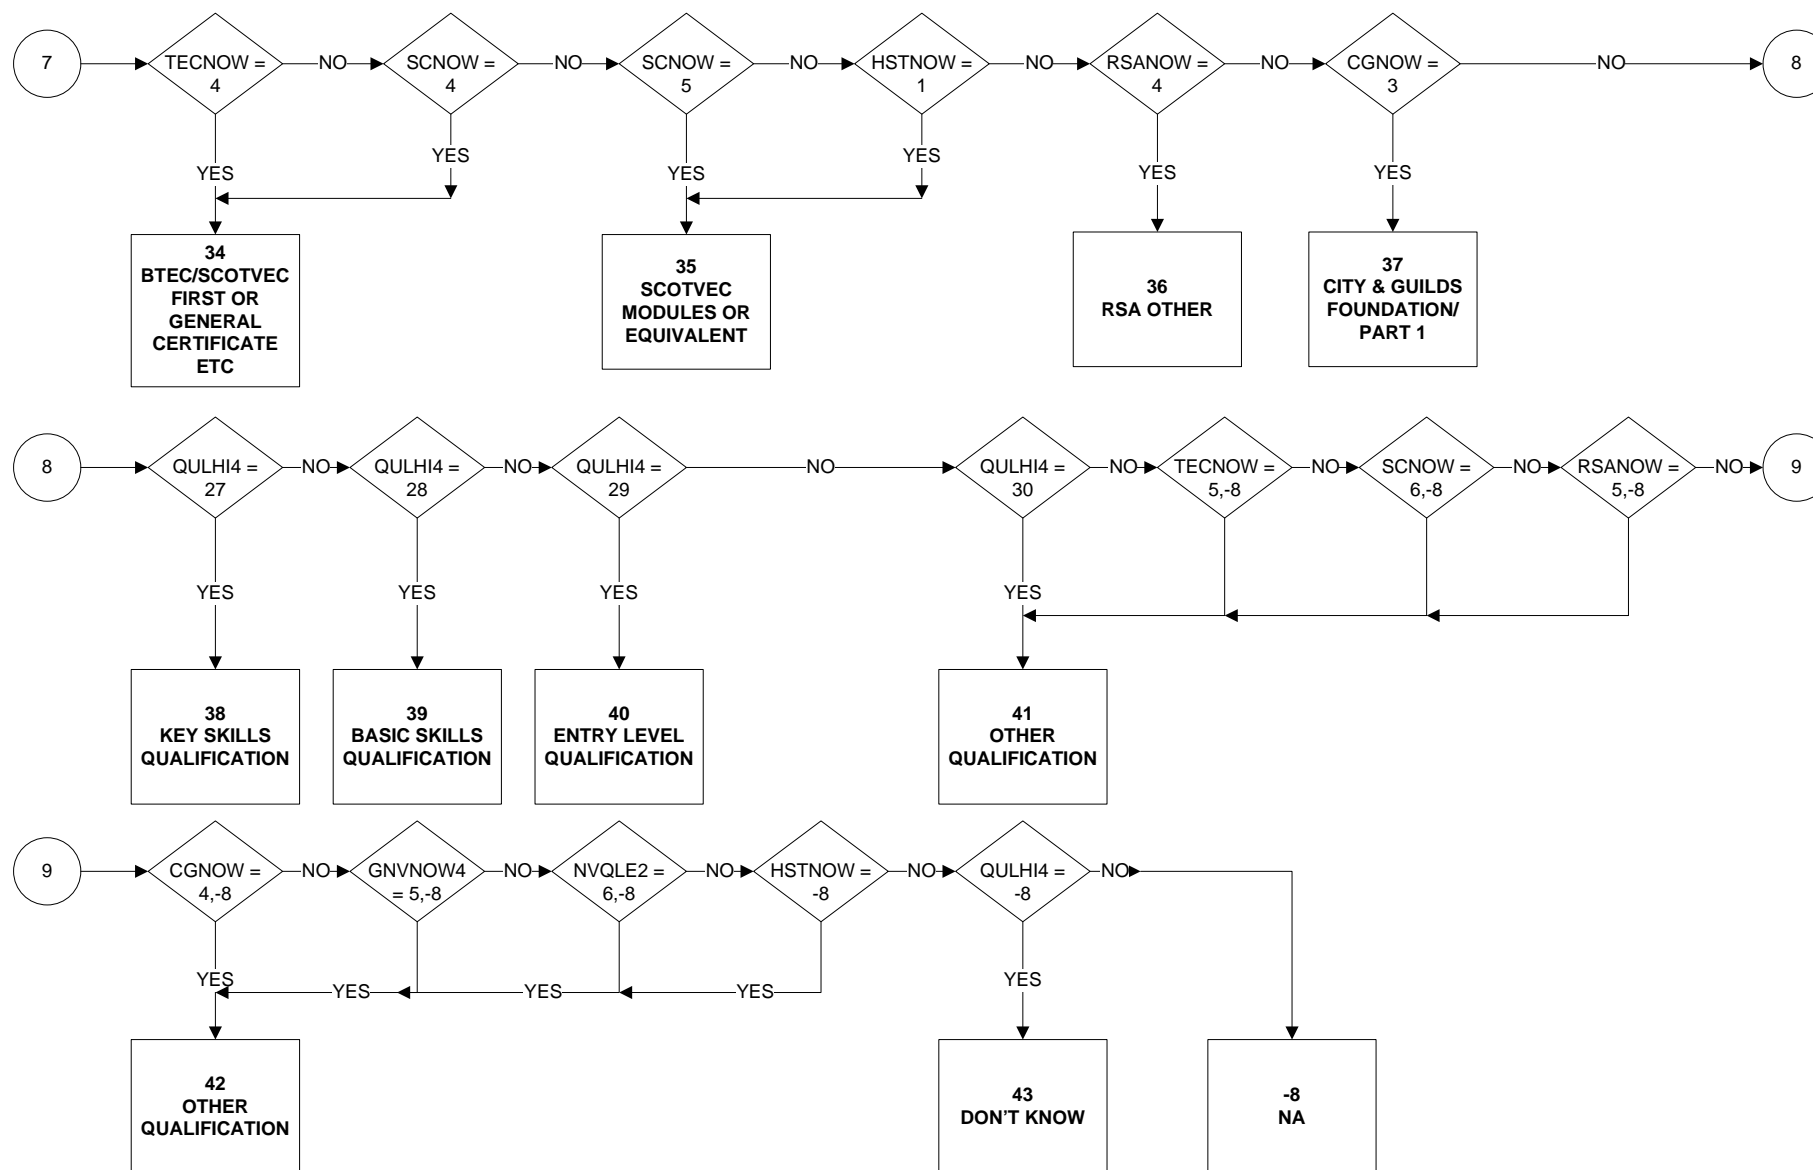 7
TECNOW =
4
NO
SCNOW =
4
NO
SCNOW =
5
NO
HSTNOW =
1
NO
RSANOW =
4
NO
CGNOW =
3
NO
8
YES
YES
YES
YES
YES
YES
34
BTEC/SCOTVEC
FIRST OR
GENERAL
CERTIFICATE
ETC
35
SCOTVEC
MODULES OR
EQUIVALENT
36
RSA OTHER
37
CITY & GUILDS
FOUNDATION/
PART 1
8
QULHI4 =
27
NO
QULHI4 =
28
NO
QULHI4 =
29
NO
QULHI4 =
30
NO
TECNOW =
5,-8
NO
SCNOW =
6,-8
NO
RSANOW =
5,-8
NO
9
YES
YES
YES
YES
38
KEY SKILLS
QUALIFICATION
39
BASIC SKILLS
QUALIFICATION
40
ENTRY LEVEL
QUALIFICATION
41
OTHER
QUALIFICATION
9
CGNOW =
4,-8
NO
GNVNOW4
= 5,-8
NO
NVQLE2 =
6,-8
NO
HSTNOW =
-8
NO
QULHI4 =
-8
NO
YES
YES
YES
YES
YES
42
OTHER
QUALIFICATION
43
DON'T KNOW
-8
NA